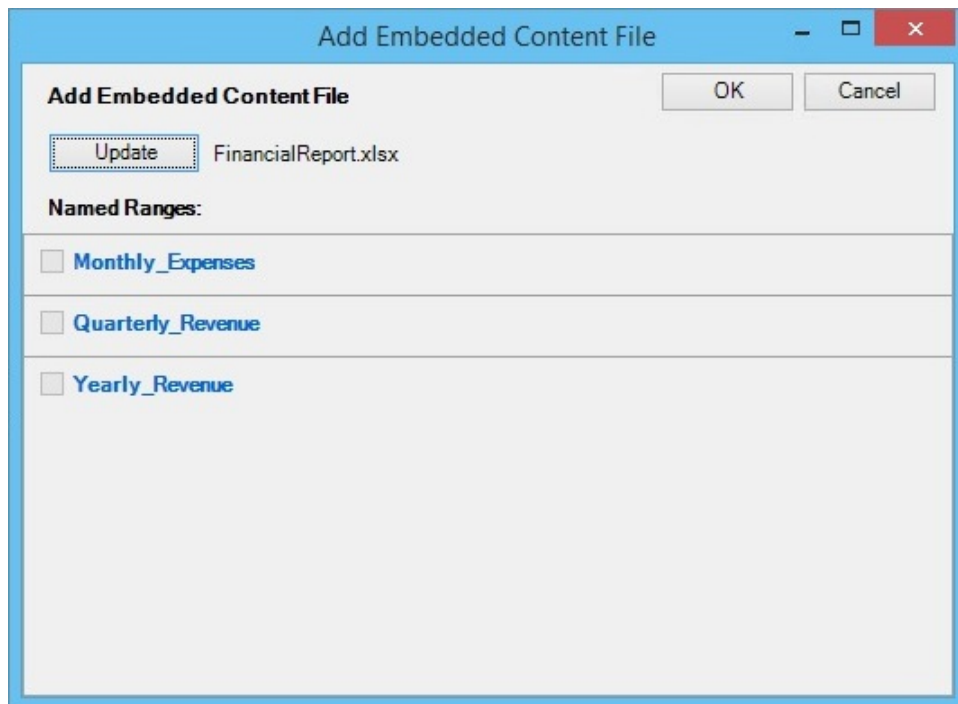 Add Embedded Content File
Add Embedded Content File
OK
Cancel
Update
FinancialReport.xlsx
Named Ranges:
Monthly_Expenses
Quarterly_Revenue
Yearly_Revenue